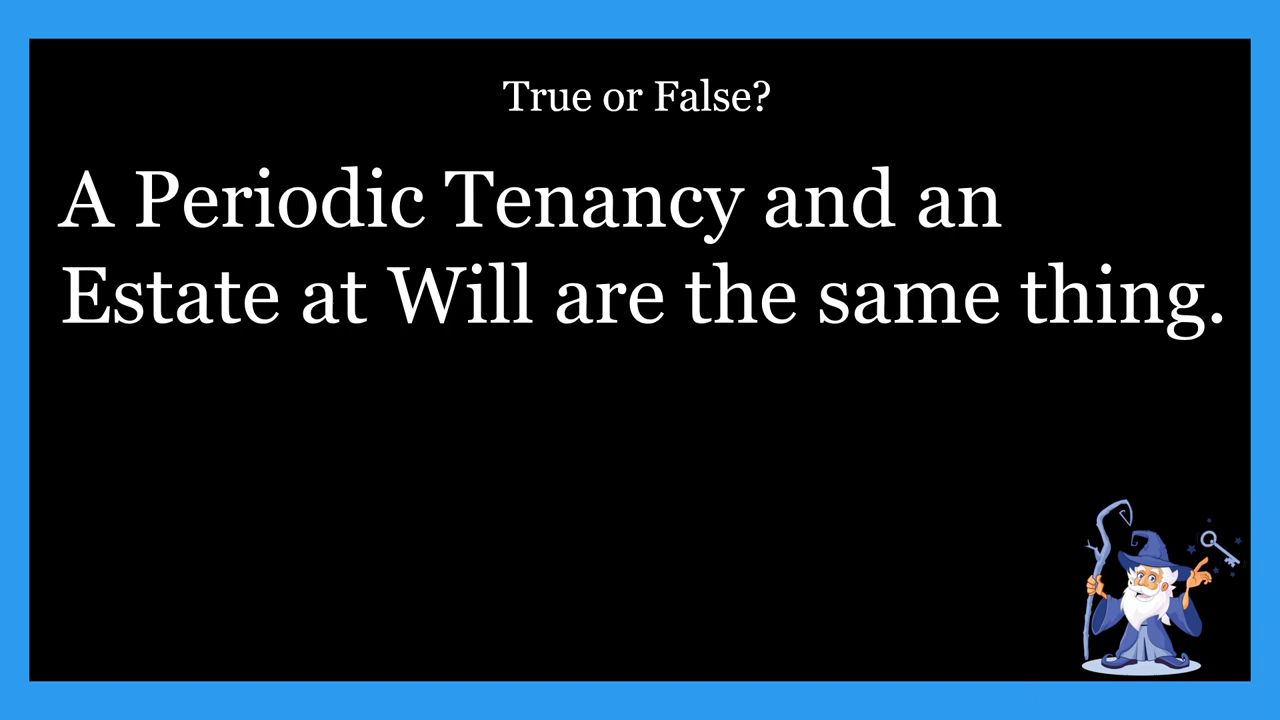 True or False?
A Periodic Tenancy and an
Estate at Will are the same thing.